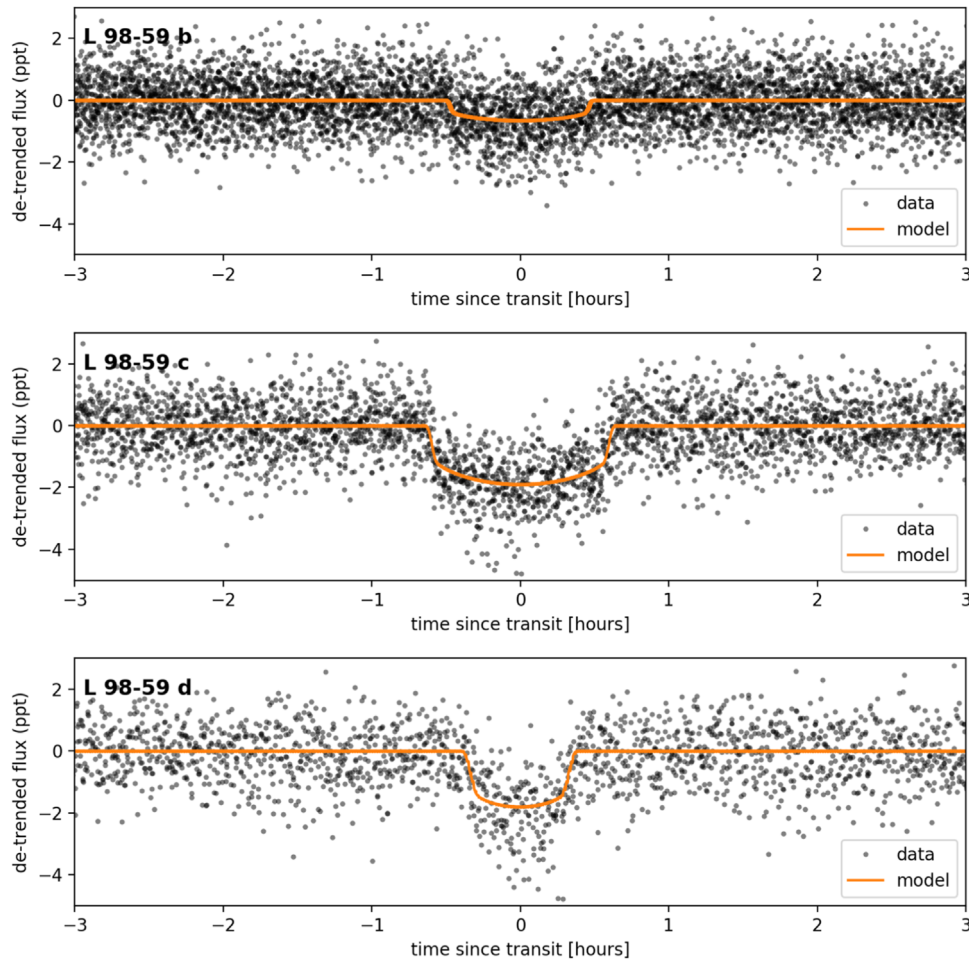 L 98-59 b
de-trended flux (ppt)
2
0
−2
−4
data
model
−3 −2 −1 0 1 2 3
time since transit [hours]
L 98-59 c
de-trended flux (ppt)
2
0
−2
−4
data
model
−3 −2 −1 0 1 2 3
time since transit [hours]
L 98-59 d
de-trended flux (ppt)
2
0
−2
−4
data
model
−3 −2 −1 0 1 2 3
time since transit [hours]